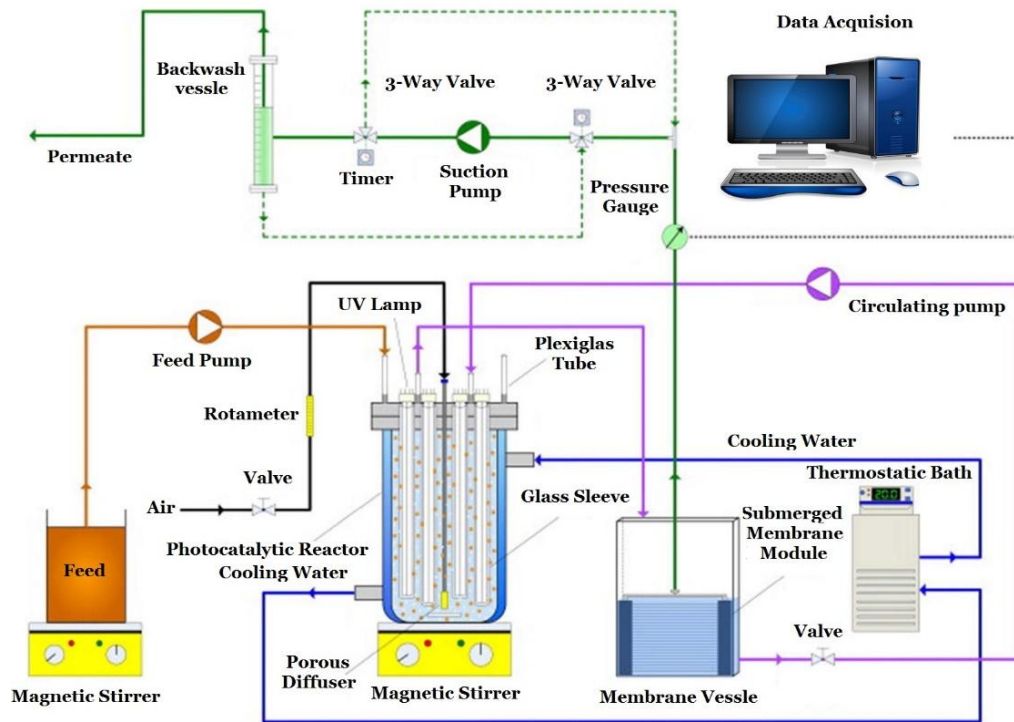 Data Acquision
Backwash
vessle
3-Way Valve
3-Way Valve
Permeate
Timer
Suction
Pump
Pressure
Gauge
UV Lamp
Circulating pump
Feed Pump
Plexiglas
Tube
Rotameter
Cooling Water
Valve
Thermostatic Bath
20.0
Glass Sleeve
Air
Submerged
Membrane
Module
Photocatalytic Reactor
Cooling Water
Feed
Valve
Porous
Diffuser
Magnetic Stirrer
Magnetic Stirrer
Membrane Vessle